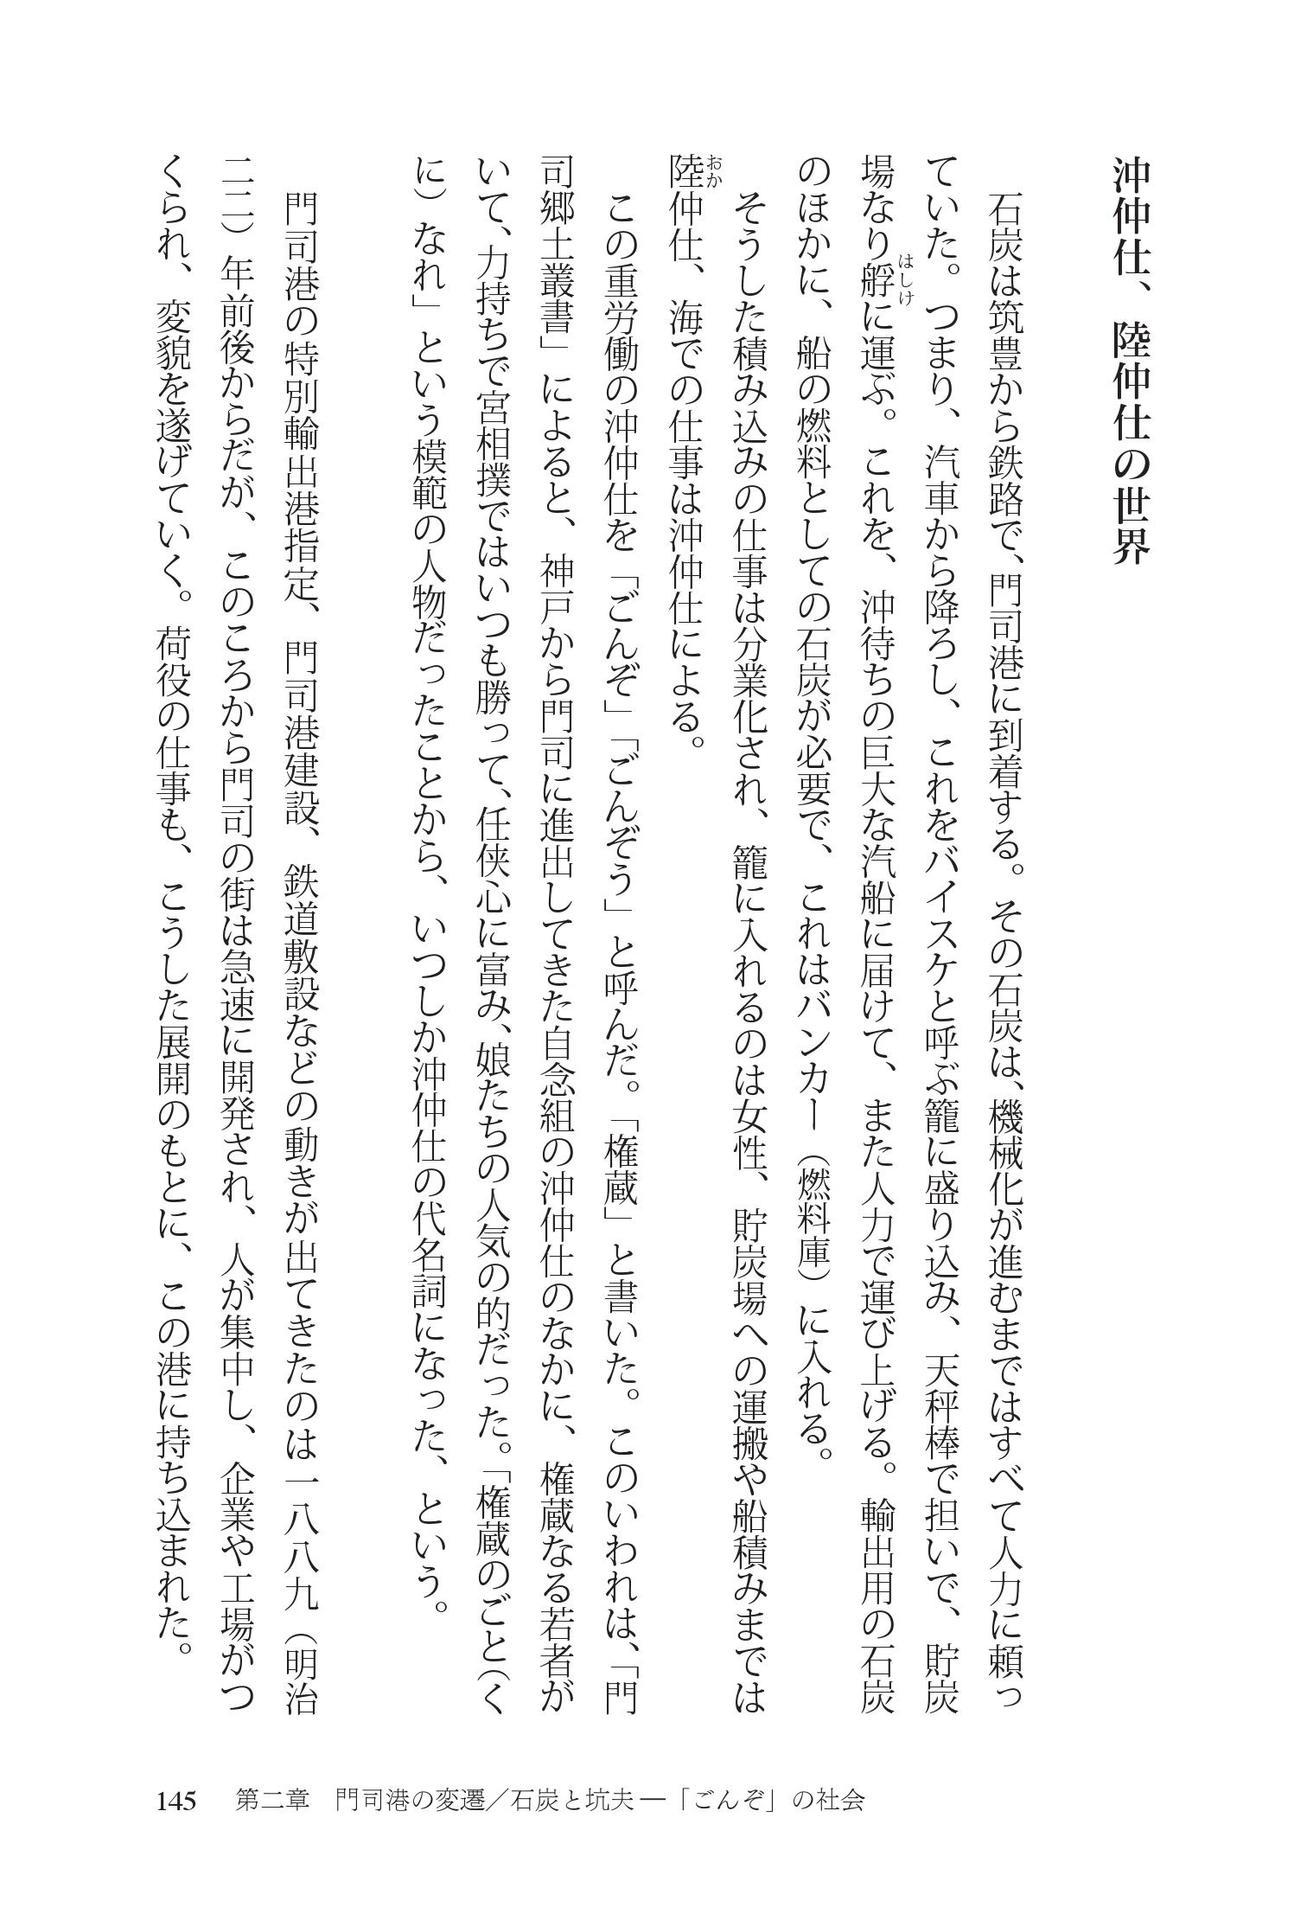 沖仲仕、陸仲仕の世界
石炭は筑豊から鉄路で、門司港に到着する。その石炭は、機械化が進むまではすべて人力に頼っ
ていた。つまり、汽車から降ろし、これをバイスケと呼ぶ籠に盛り込み、天秤棒で担いで、貯炭
場なり艀はしけに運ぶ。これを、沖待ちの巨大な汽船に届けて、また人力で運び上げる。輸出用の石炭
のほかに、船の燃料としての石炭が必要で、これはバンカー（燃料庫）に入れる。
そうした積み込みの仕事は分業化され、籠に入れるのは女性、貯炭場への運搬や船積みまでは
陸おか仲仕、海での仕事は沖仲仕による。
この重労働の沖仲仕を「ごんぞ」「ごんぞう」と呼んだ。「権蔵」と書いた。このいわれは、「門
司郷土叢書」によると、神戸から門司に進出してきた自念組の沖仲仕のなかに、権蔵なる若者が
いて、力持ちで宮相撲ではいつも勝って、任侠心に富み、娘たちの人気の的だった。「権蔵のごと（く
に）なれ」という模範の人物だったことから、いつしか沖仲仕の代名詞になった、という。
門司港の特別輸出港指定、門司港建設、鉄道敷設などの動きが出てきたのは一八八九（明治
二二）年前後からだが、このころから門司の街は急速に開発され、人が集中し、企業や工場がつ
くられ、変貌を遂げていく。荷役の仕事も、こうした展開のもとに、この港に持ち込まれた。
145 第二章 門司港の変遷／石炭と坑夫―「ごんぞ」の社会